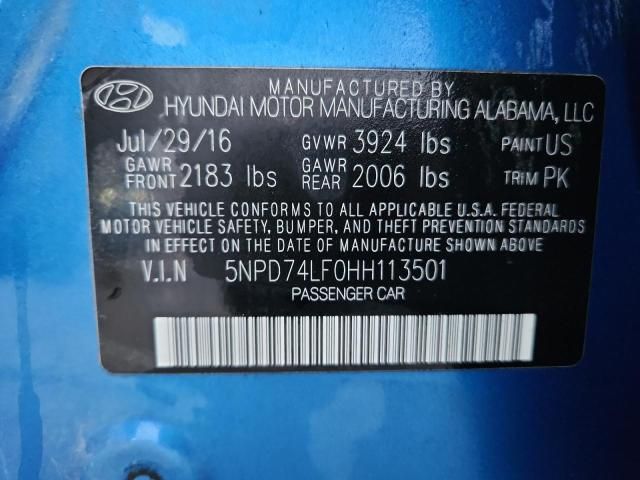 MANUFACTURED BY
HYUNDAI MOTOR MANUFACTURING ALABAMA, LLC
Jul/29/16 GVWR 3924 lbs PAINT US
GAWR FRONT 2183 lbs GAWR REAR 2006 lbs TRIM PK
THIS VEHICLE CONFORMS TO ALL APPLICABLE U.S.A. FEDERAL
MOTOR VEHICLE SAFETY, BUMPER, AND THEFT PREVENTION STANDARDS
IN EFFECT ON THE DATE OF MANUFACTURE SHOWN ABOVE.
V.I.N 5NPD74LF0HH113501
PASSENGER CAR